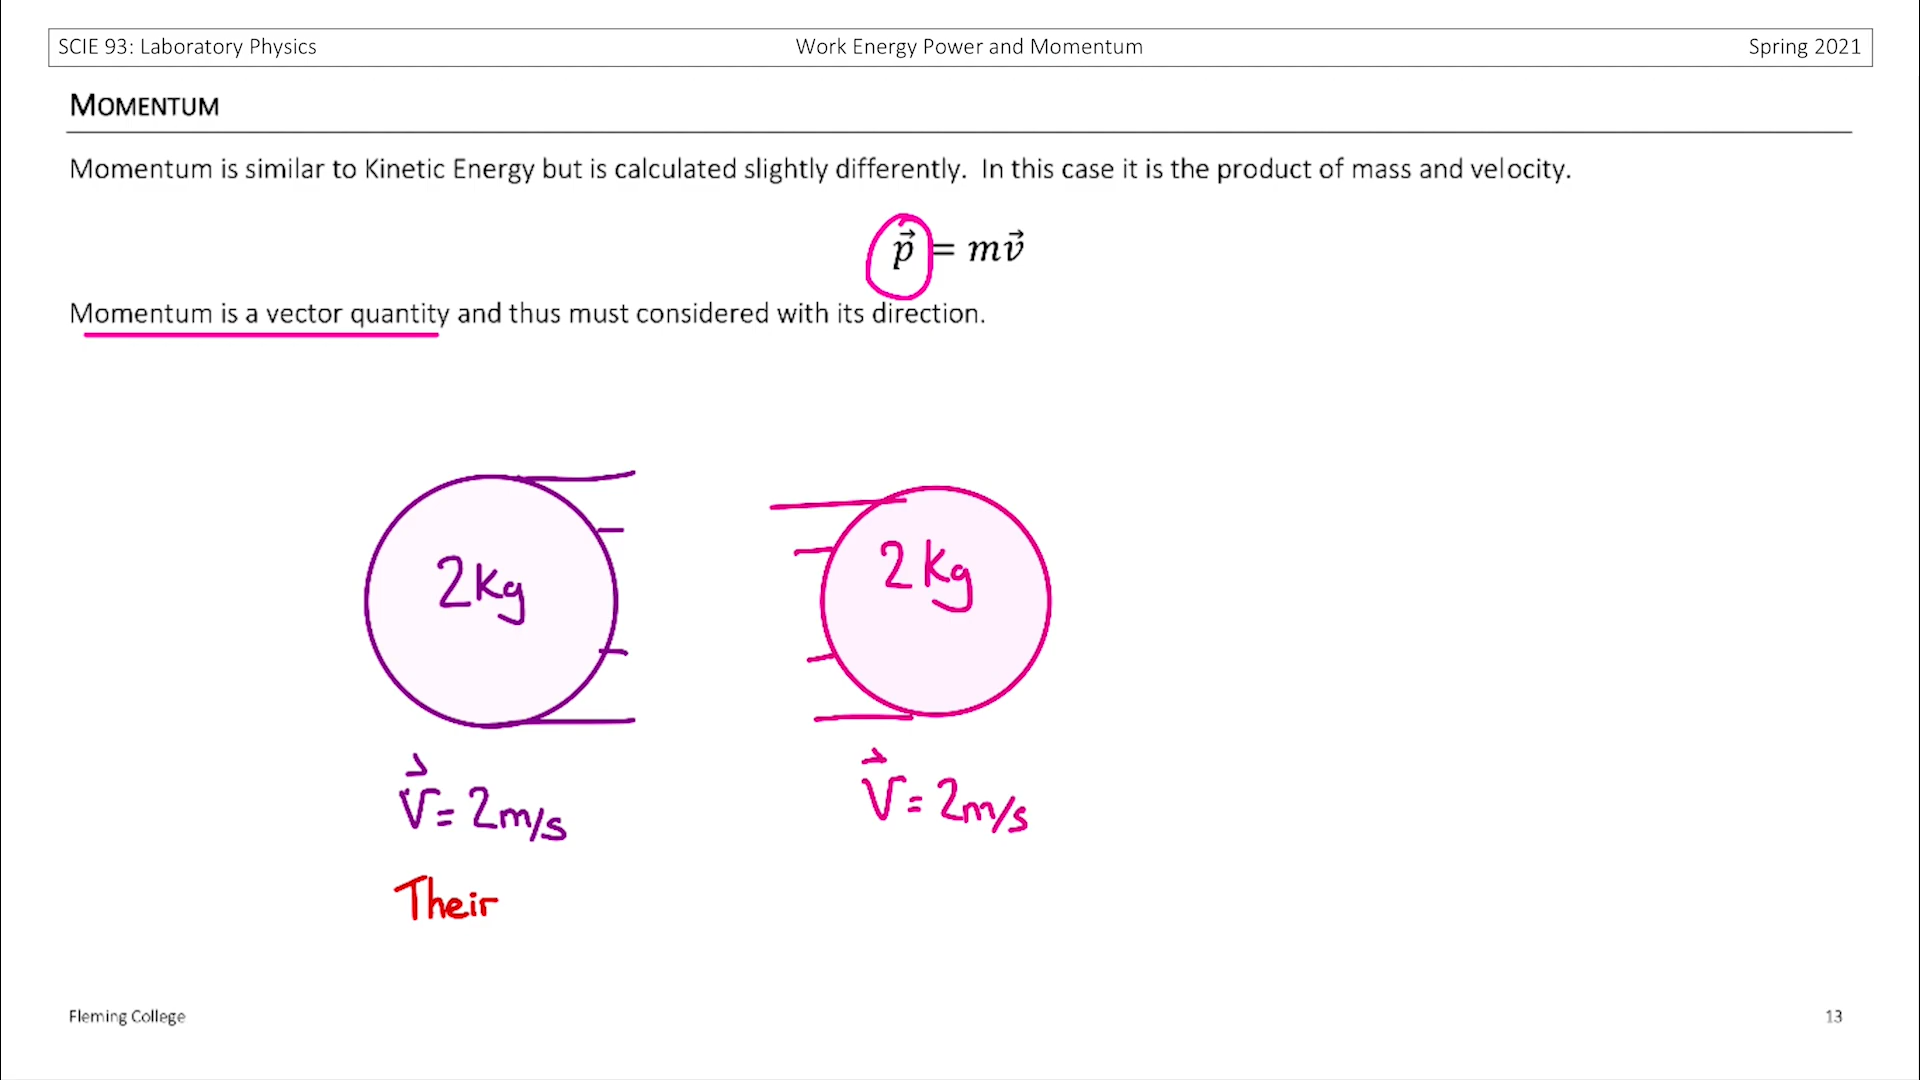 SCIE 93: Laboratory Physics Work Energy Power and Momentum Spring 2021
MOMENTUM
Momentum is similar to Kinetic Energy but is calculated slightly differently. In this case it is the product of mass and velocity.
p⃗ = mv⃗
Momentum is a vector quantity and thus must considered with its direction.
2kg 2kg
V⃗ = 2m/s V⃗ = 2m/s
Their
Fleming College 13